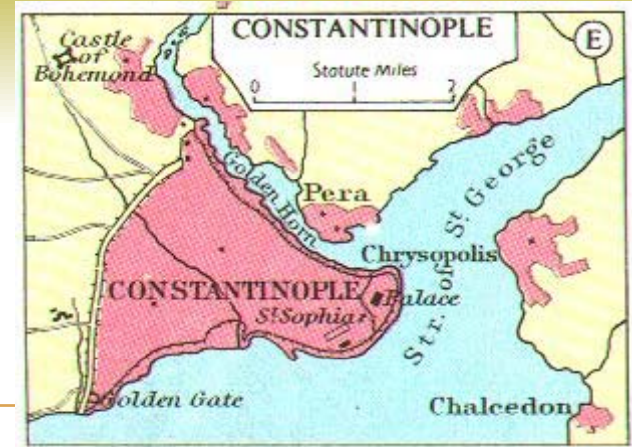 CONSTANTINOPLE
E
Statute Miles
0 2
Castle
of
Bohemond
Golden Horn
Pera
Str. of St. George
Chrysopolis
CONSTANTINOPLE
Palace
St. Sophia
Golden Gate
Chalcedon